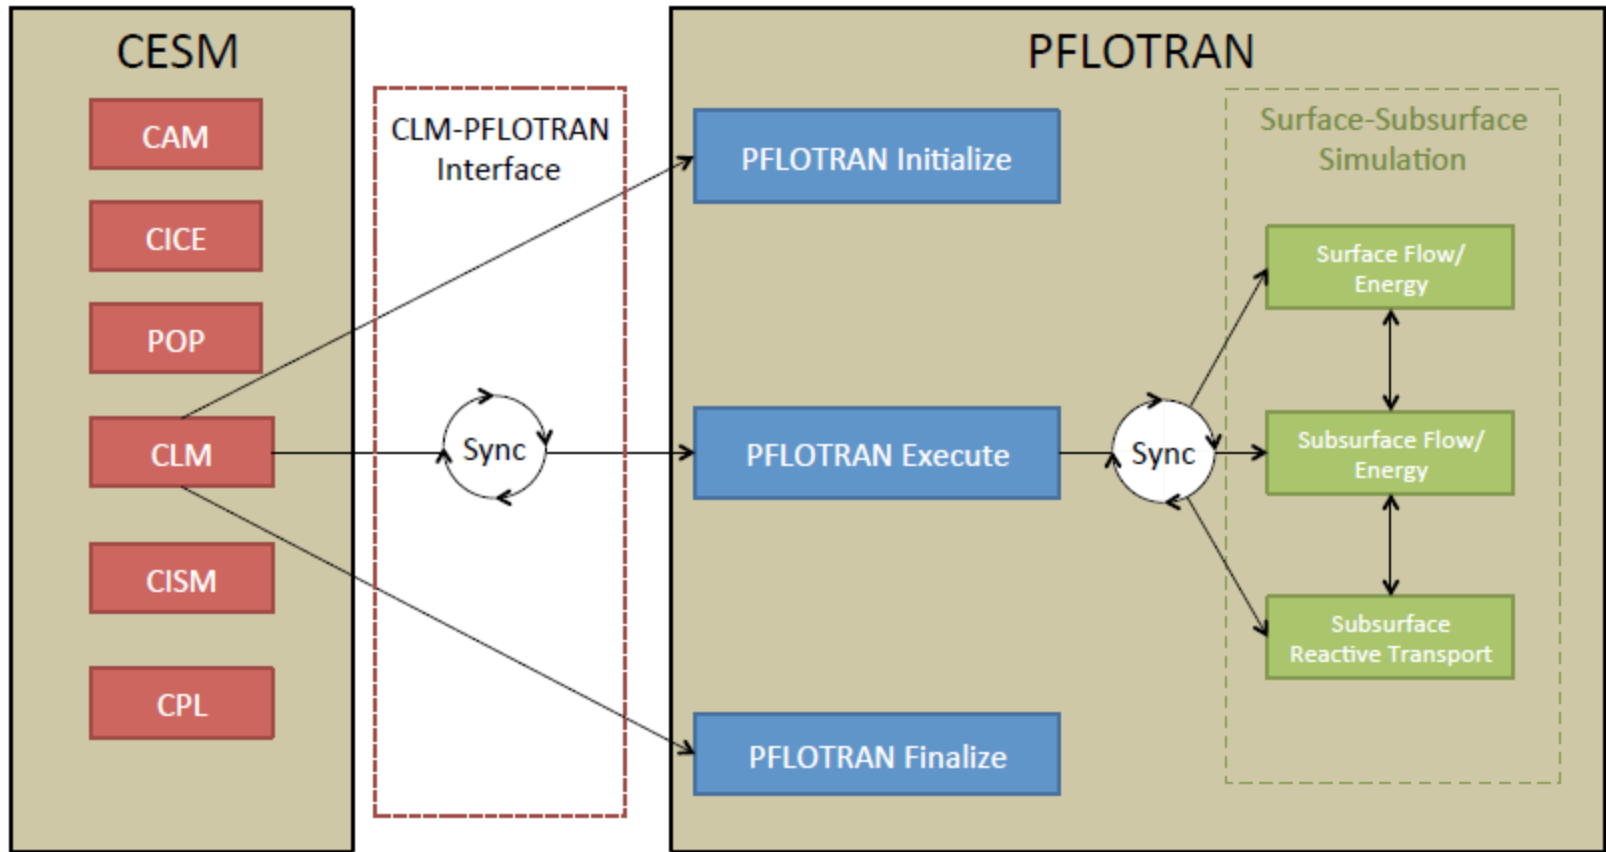 CESM
CAM
CICE
POP
CLM
CISM
CPL
CLM-PFLOTRAN
Interface
Sync
PFLOTRAN
PFLOTRAN Initialize
PFLOTRAN Execute
PFLOTRAN Finalize
Sync
Surface-Subsurface
Simulation
Surface Flow/
Energy
Subsurface Flow/
Energy
Subsurface
Reactive Transport